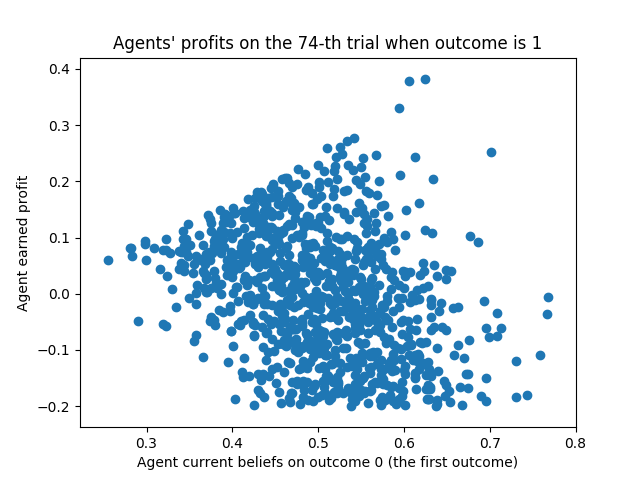 Agents' profits on the 74-th trial when outcome is 1
0.4
0.3
0.2
0.1
0.0
−0.1
−0.2
Agent earned profit
0.3 0.4 0.5 0.6 0.7 0.8
Agent current beliefs on outcome 0 (the first outcome)